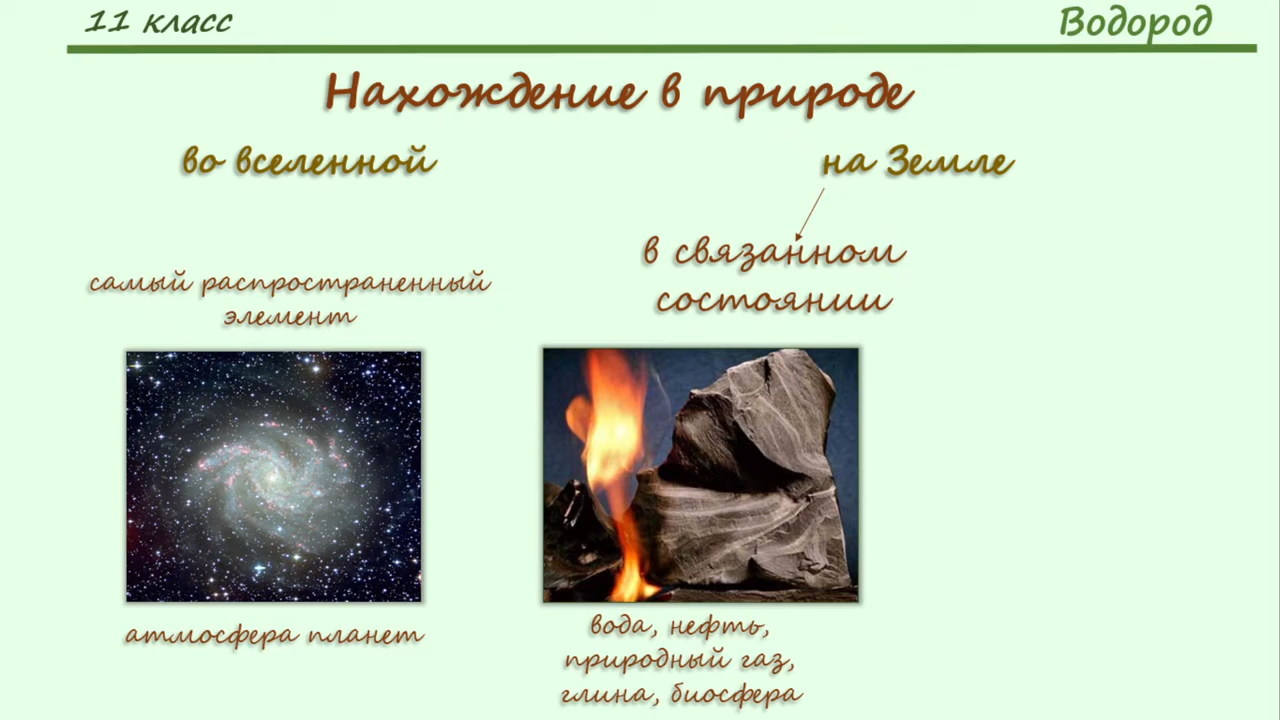 11 класс
Водород
Нахождение в природе
во вселенной
на Земле
в связанном
состоянии
самый распространенный
элемент
атмосфера планет
вода, нефть,
природный газ,
глина, биосфера